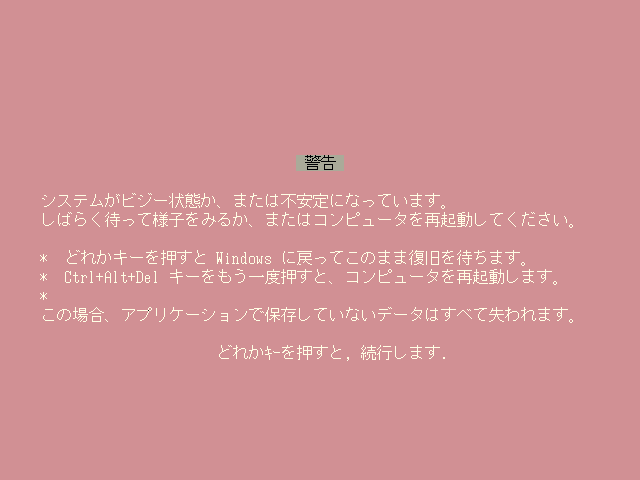 警告
システムがビジー状態か、または不安定になっています。
しばらく待って様子をみるか、またはコンピュータを再起動してください。
* どれかキーを押すと Windows に戻ってこのまま復旧を待ちます。
* Ctrl+Alt+Del キーをもう一度押すと、コンピュータを再起動します。
*
この場合、アプリケーションで保存していないデータはすべて失われます。
どれかｷｰを押すと, 続行します.